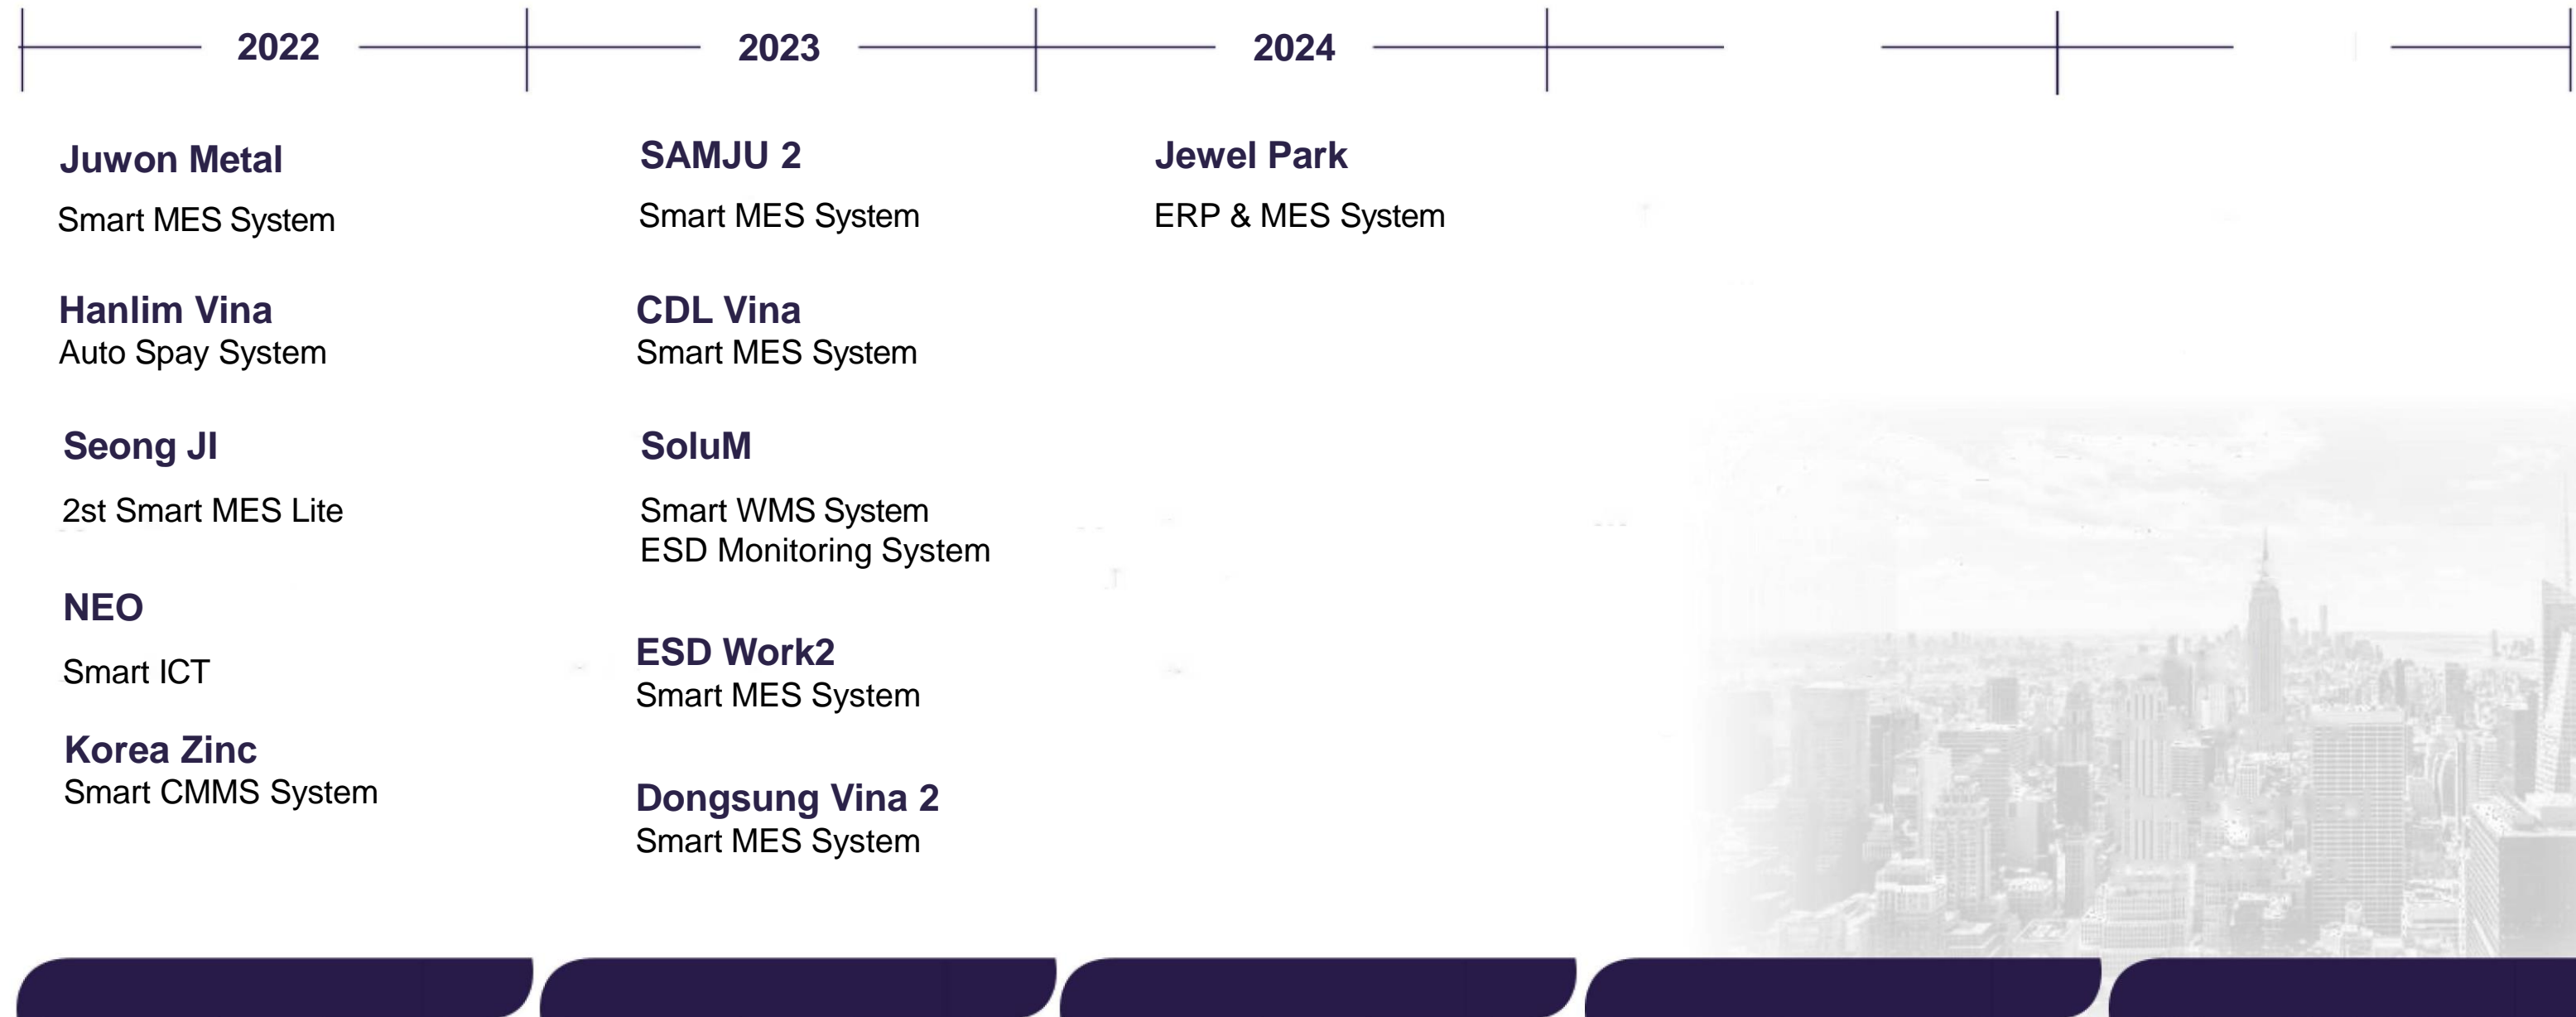 2022
2023
2024
Juwon Metal
Smart MES System
Hanlim Vina
Auto Spay System
Seong JI
2st Smart MES Lite
NEO
Smart ICT
Korea Zinc
Smart CMMS System
SAMJU 2
Smart MES System
CDL Vina
Smart MES System
SoluM
Smart WMS System
ESD Monitoring System
ESD Work2
Smart MES System
Dongsung Vina 2
Smart MES System
Jewel Park
ERP & MES System